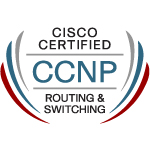 CISCO
CERTIFIED
CCNP
ROUTING &
SWITCHING